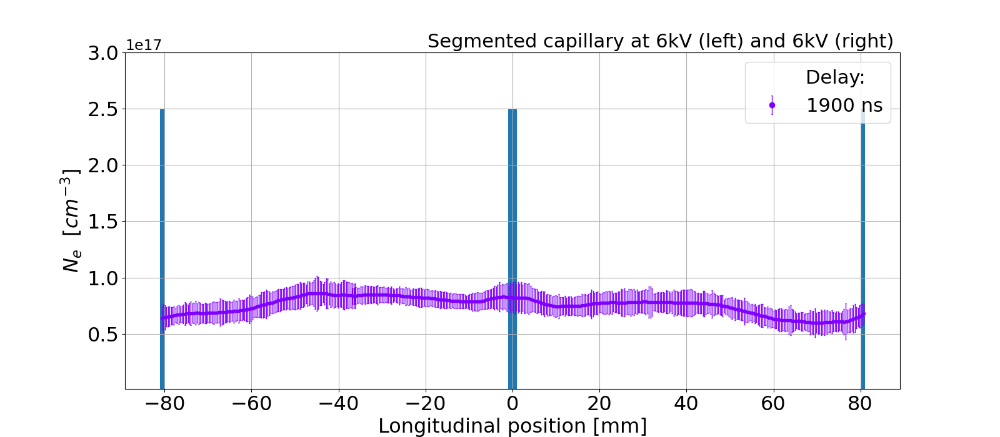 Segmented capillary at 6kV (left) and 6kV (right)
1e17
3.0
2.5
2.0
1.5
1.0
0.5
N_e [cm^{-3}]
Delay:
1900 ns
−80 −60 −40 −20 0 20 40 60 80
Longitudinal position [mm]